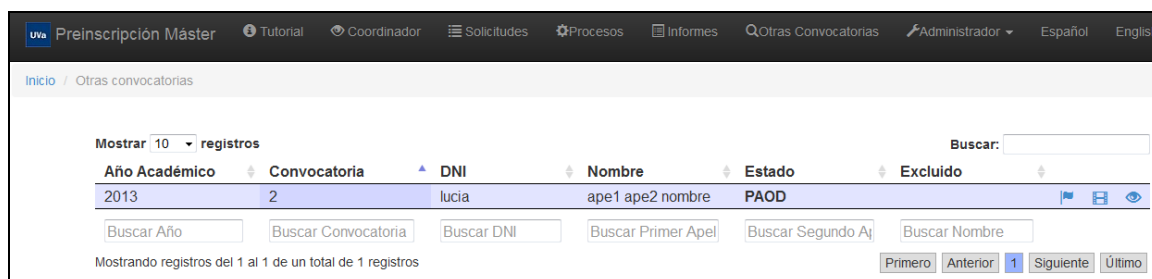 UVa Preinscripción Máster Tutorial Coordinador Solicitudes Procesos Informes Otras Convocatorias Administrador Español Englis
Inicio / Otras convocatorias
Mostrar 10 registros Buscar:
Año Académico Convocatoria DNI Nombre Estado Excluido
2013 2 lucia ape1 ape2 nombre PAOD
Buscar Año Buscar Convocatoria Buscar DNI Buscar Primer Apel Buscar Segundo Ap Buscar Nombre
Mostrando registros del 1 al 1 de un total de 1 registros Primero Anterior 1 Siguiente Último